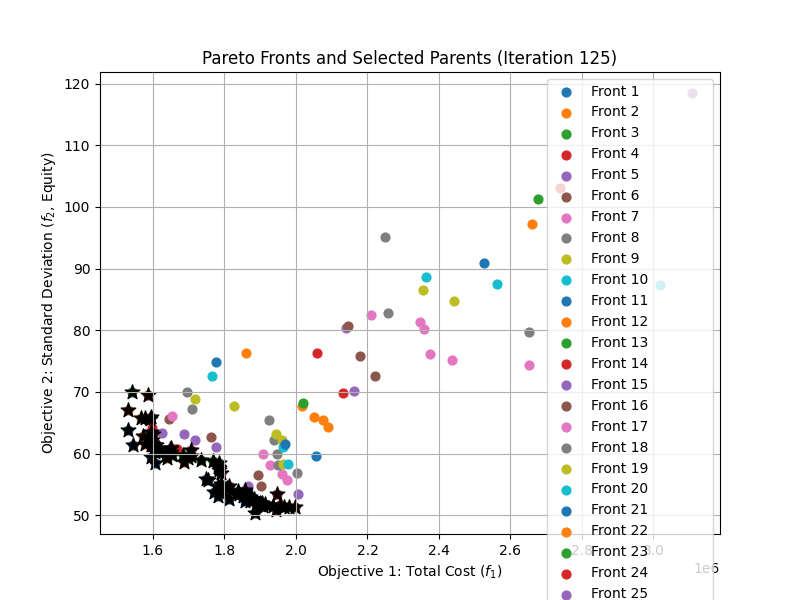 Pareto Fronts and Selected Parents (Iteration 125)
Objective 2: Standard Deviation (f₂, Equity)
120
110
100
90
80
70
60
50
1.6
1.8
2.0
2.2
2.4
2.6
2.8
3.0
1e6
Objective 1: Total Cost (f₁)
Front 1
Front 2
Front 3
Front 4
Front 5
Front 6
Front 7
Front 8
Front 9
Front 10
Front 11
Front 12
Front 13
Front 14
Front 15
Front 16
Front 17
Front 18
Front 19
Front 20
Front 21
Front 22
Front 23
Front 24
Front 25